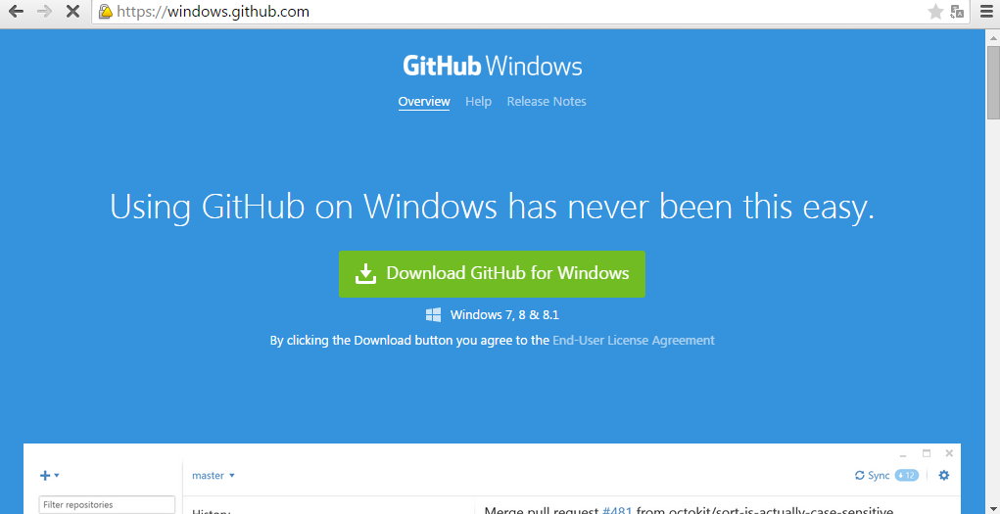 https://windows.github.com
GitHub Windows
Overview Help Release Notes
Using GitHub on Windows has never been this easy.
Download GitHub for Windows
Windows 7, 8 & 8.1
By clicking the Download button you agree to the End-User License Agreement
master Sync 12
Filter repositories
History
Merge pull request #481 from octokit/sort-is-actually-case-sensitive